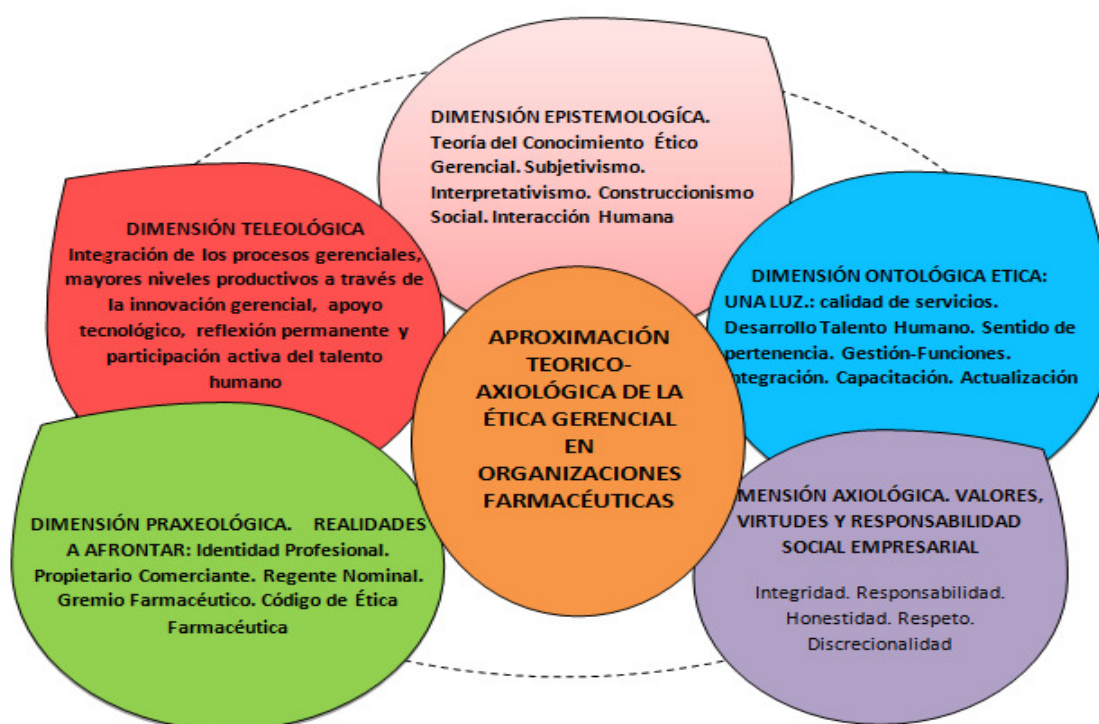 DIMENSIÓN EPISTEMOLOGÍCA.
Teoría del Conocimiento Ético
Gerencial. Subjetivismo.
Interpretativismo. Construccionismo
Social. Interacción Humana
DIMENSIÓN TELEOLÓGICA
Integración de los procesos gerenciales,
mayores niveles productivos a través de
la innovación gerencial, apoyo
tecnológico, reflexión permanente y
participación activa del talento
humano
DIMENSIÓN ONTOLÓGICA ETICA:
UNA LUZ.: calidad de servicios.
Desarrollo Talento Humano. Sentido de
pertenencia. Gestión-Funciones.
ntegración. Capacitación. Actualización
APROXIMACIÓN
TEORICO-
AXIOLÓGICA DE LA
ÉTICA GERENCIAL
EN
ORGANIZACIONES
FARMACÉUTICAS
DIMENSIÓN PRAXEOLÓGICA. REALIDADES
A AFRONTAR: Identidad Profesional.
Propietario Comerciante. Regente Nominal.
Gremio Farmacéutico. Código de Ética
Farmacéutica
IMENSIÓN AXIOLÓGICA. VALORES,
VIRTUDES Y RESPONSABILIDAD
SOCIAL EMPRESARIAL
Integridad. Responsabilidad.
Honestidad. Respeto.
Discrecionalidad